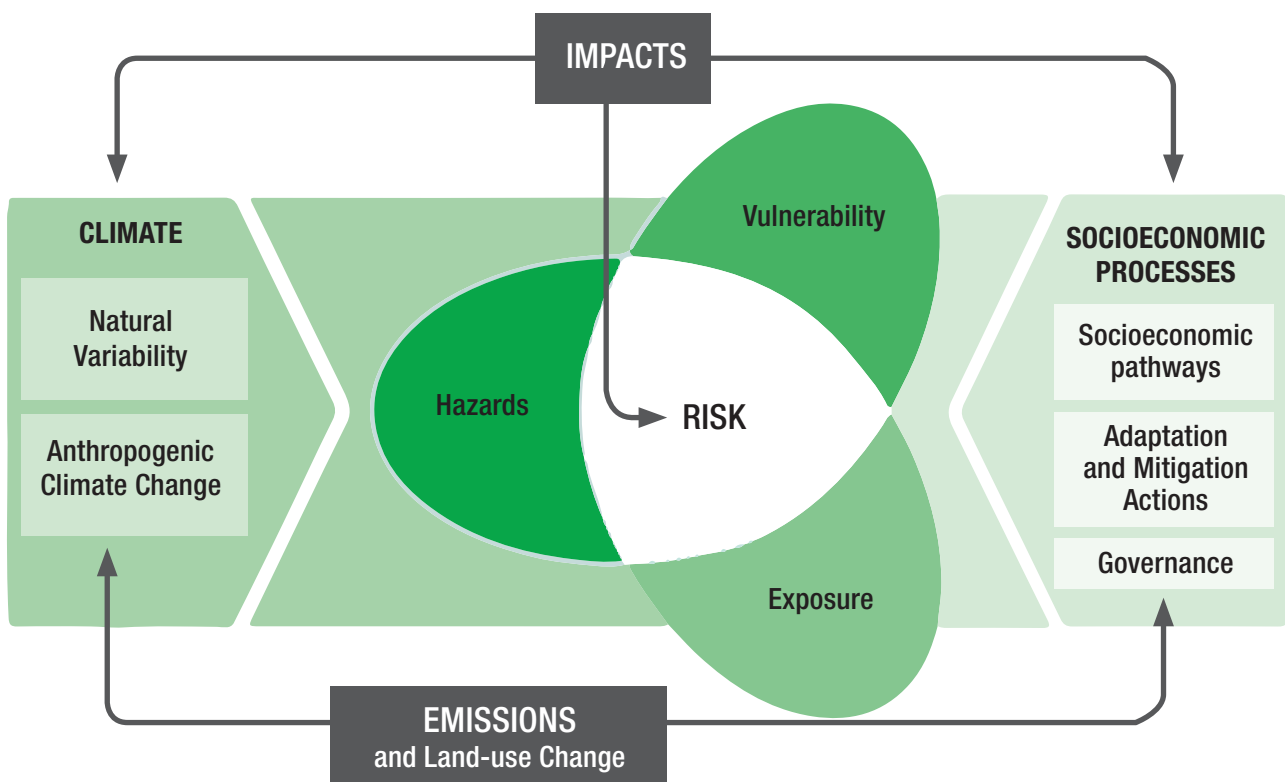 IMPACTS
CLIMATE
Natural
Variability
Anthropogenic
Climate Change
Vulnerability
Hazards
RISK
Exposure
SOCIOECONOMIC
PROCESSES
Socioeconomic
pathways
Adaptation
and Mitigation
Actions
Governance
EMISSIONS
and Land-use Change